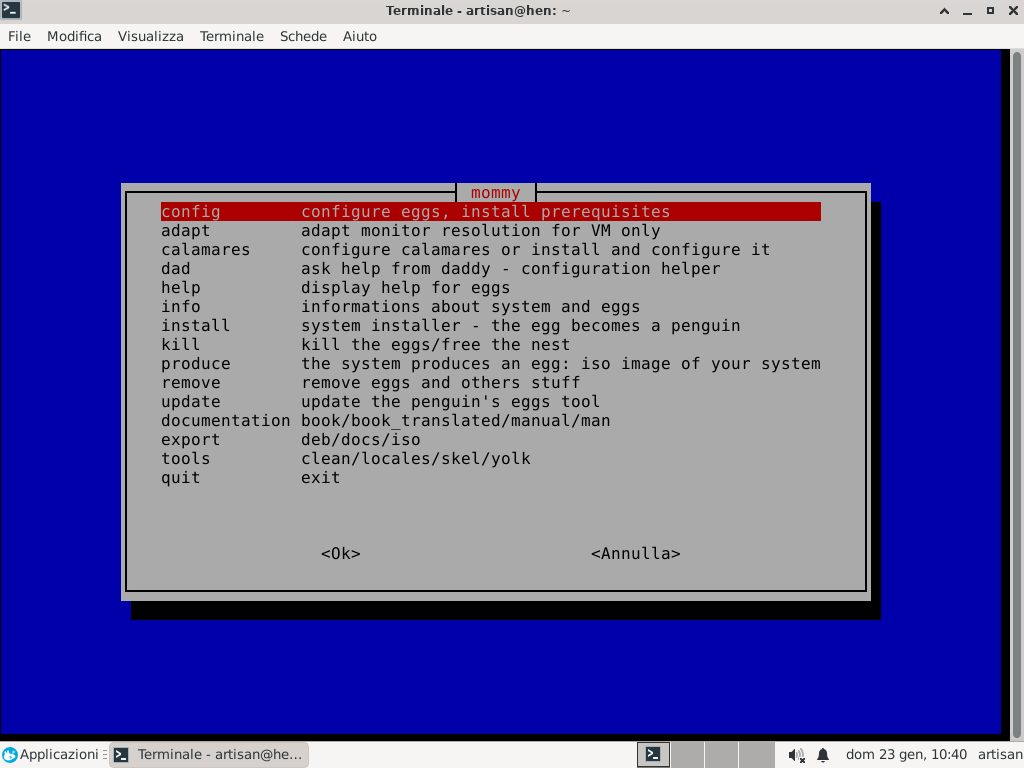 Terminale - artisan@hen: ~
File Modifica Visualizza Terminale Schede Aiuto
mommy
config configure eggs, install prerequisites
adapt adapt monitor resolution for VM only
calamares configure calamares or install and configure it
dad ask help from daddy - configuration helper
help display help for eggs
info informations about system and eggs
install system installer - the egg becomes a penguin
kill kill the eggs/free the nest
produce the system produces an egg: iso image of your system
remove remove eggs and others stuff
update update the penguin's eggs tool
documentation book/book_translated/manual/man
export deb/docs/iso
tools clean/locales/skel/yolk
quit exit
<Ok> <Annulla>
Applicazioni Terminale - artisan@he... dom 23 gen, 10:40 artisan